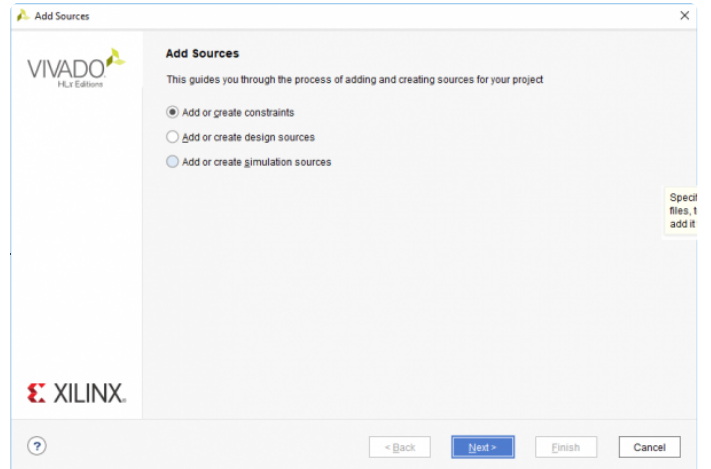 Add Sources
VIVADO
HLx Editions
Add Sources
This guides you through the process of adding and creating sources for your project
Add or create constraints
Add or create design sources
Add or create simulation sources
files, t
add it
XILINX.
?
< Back
Next >
Finish
Cancel